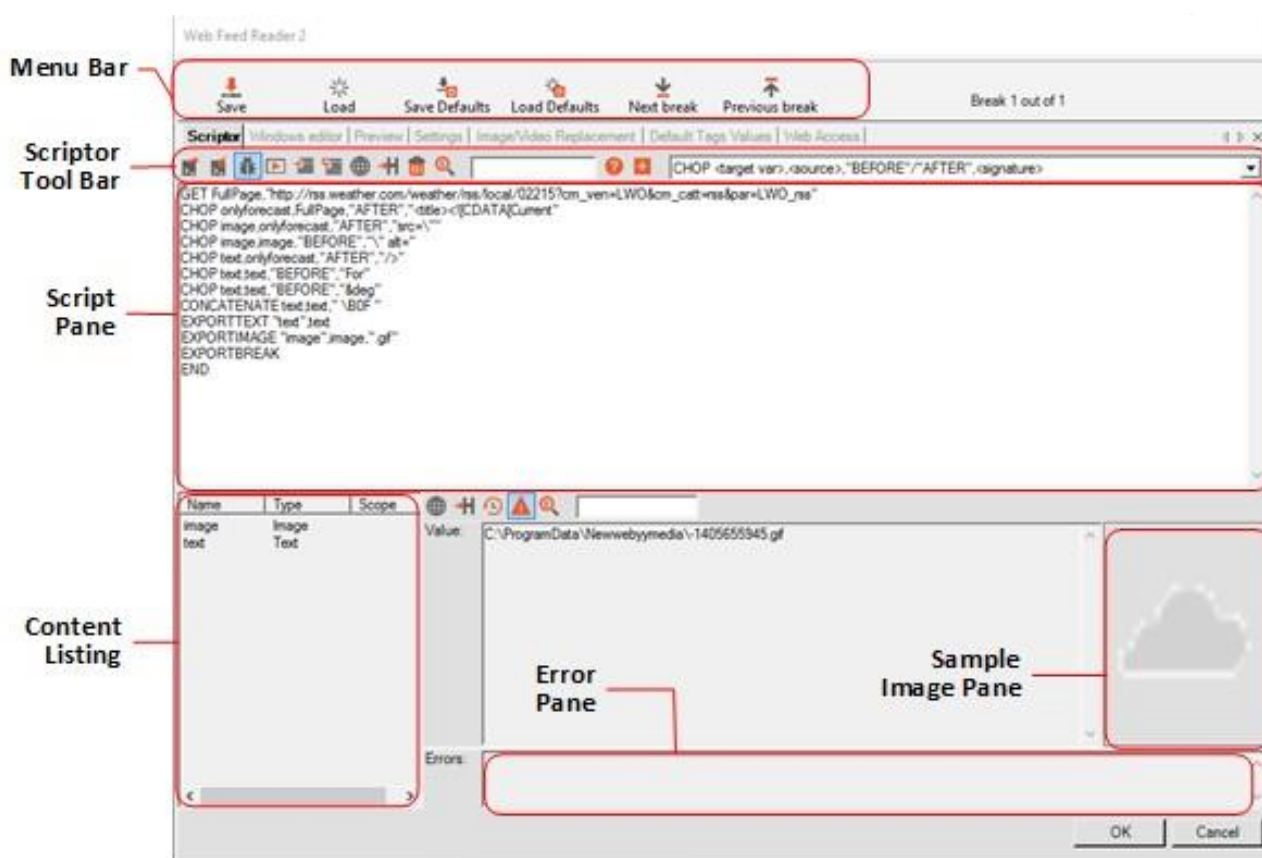 Web Feed Reader 2
Menu Bar
Save Load Save Defaults Load Defaults Next break Previous break Break 1 out of 1
Scriptor Windows editor Preview Settings Image/Video Replacement Default Tags Values Web Access
Scriptor
Tool Bar
CHOP <target var>,<source>,"BEFORE"/"AFTER",<signature>
GET FullPage,"http://rss.weather.com/weather/rss/local/02215?cm_ven=LWO&cm_catt=rss&par=LWO_rss"
CHOP onlyforecast,FullPage,"AFTER","<title><![CDATA[Current"
CHOP image,onlyforecast,"AFTER","src=\""
CHOP image,image,"BEFORE","\" alt="
CHOP text,onlyforecast,"AFTER","/>"
CHOP text,text,"BEFORE","For"
CHOP text,text,"BEFORE","&deg"
CONCATENATE text,text," \B0F "
EXPORTTEXT "text",text
EXPORTIMAGE "image",image,".gif"
EXPORTBREAK
END
Script
Pane
Name Type Scope
image Image
text Text
Value: C:\ProgramData\Newwebyymedia\-1405655945.gif
Content
Listing
Error
Pane
Sample
Image Pane
Errors:
OK Cancel